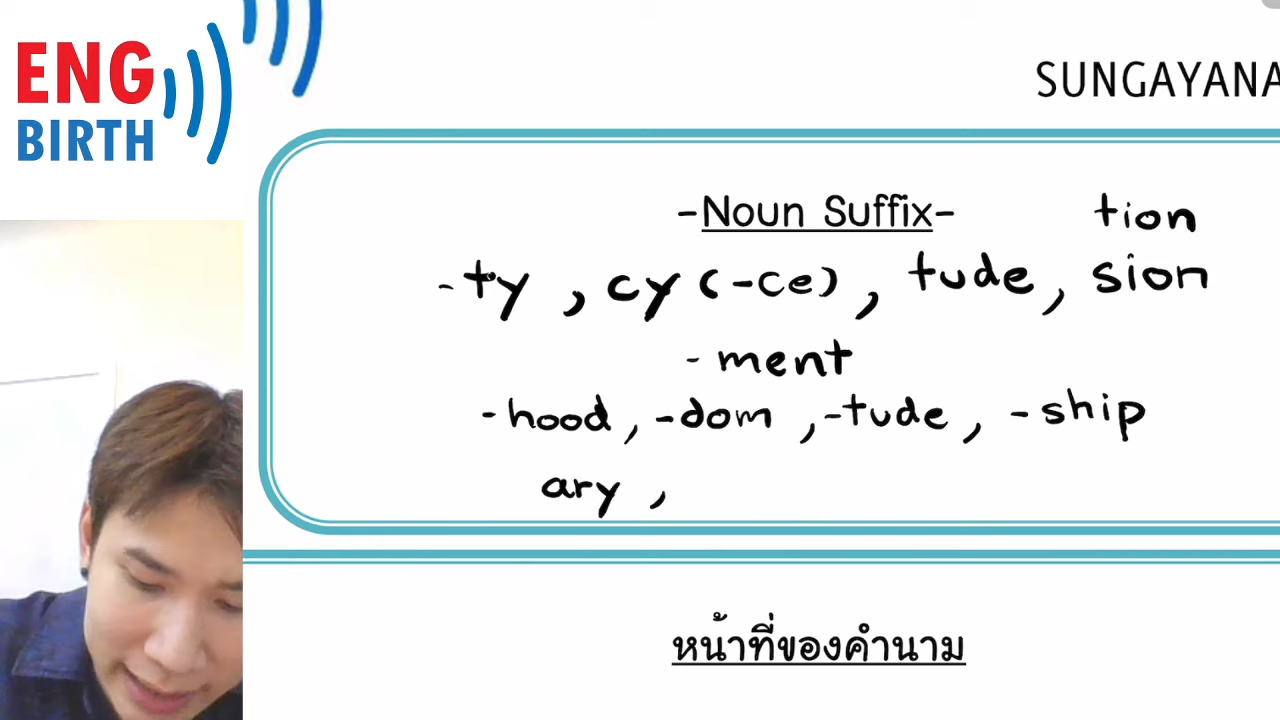 ENG
BIRTH
SUNGAYANA
-Noun Suffix-
tion
-ty , cy (-ce) , tude , sion
- ment
-hood , -dom , -tude , - ship
ary ,
หน้าที่ของคำนาม